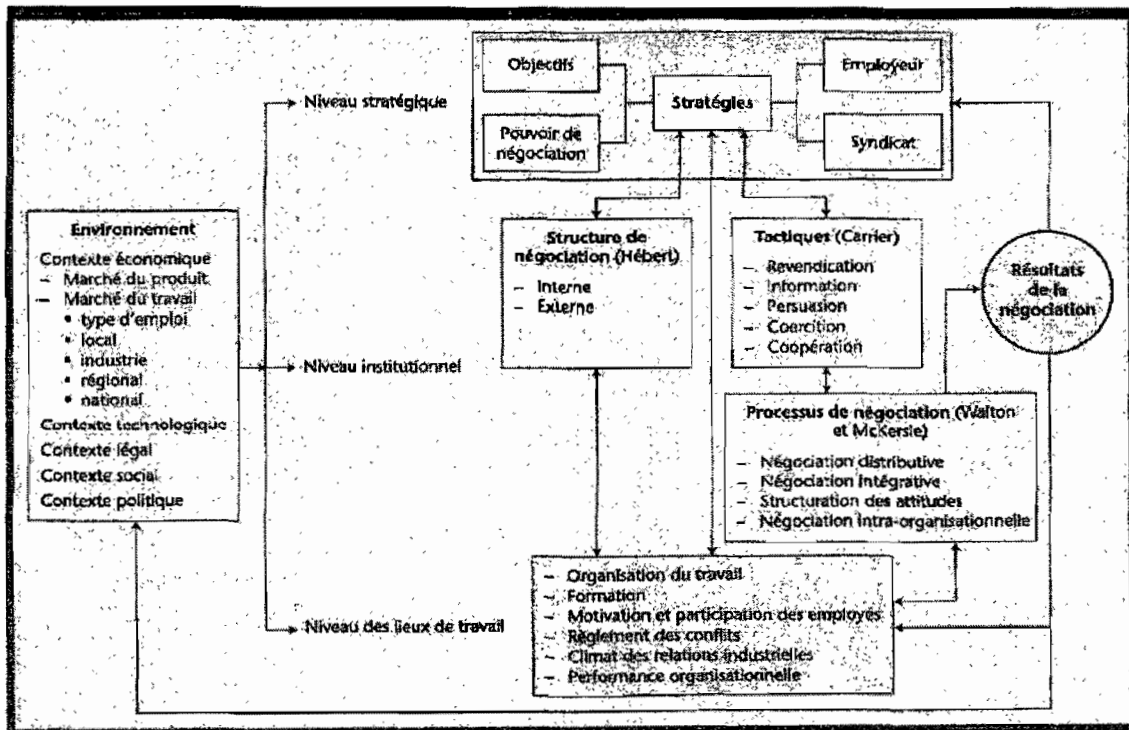 Objectifs
Pouvoir de
négociation
Stratégies
Employeur
Syndicat
Niveau stratégique
Environnement
Contexte économique
– Marché du produit
– Marché du travail
• type d'emploi
• local
• industrie
• régional
• national
Contexte technologique
Contexte légal
Contexte social
Contexte politique
Niveau institutionnel
Structure de
négociation (Hébert)
– Interne
– Externe
Tactiques (Carrier)
– Revendication
– Information
– Persuasion
– Coercition
– Coopération
Résultats
de la
négociation
Processus de négociation (Walton
et McKersie)
– Négociation distributive
– Négociation intégrative
– Structuration des attitudes
– Négociation intra-organisationnelle
Niveau des lieux de travail
– Organisation du travail
– Formation
– Motivation et participation des employés
– Règlement des conflits
– Climat des relations industrielles
– Performance organisationnelle